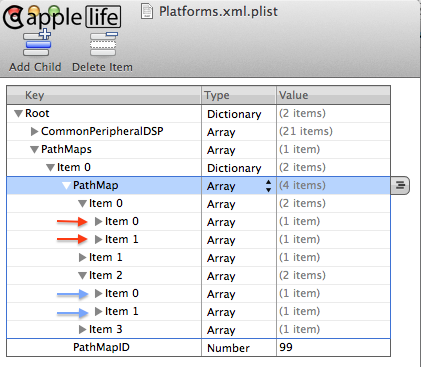 apple life
Platforms.xml.plist
Add Child Delete Item
Key Type Value
Root Dictionary (2 items)
CommonPeripheralDSP Array (21 items)
PathMaps Array (1 item)
Item 0 Dictionary (2 items)
PathMap Array (4 items)
Item 0 Array (2 items)
Item 0 Array (1 item)
Item 1 Array (1 item)
Item 1 Array (1 item)
Item 2 Array (2 items)
Item 0 Array (1 item)
Item 1 Array (1 item)
Item 3 Array (1 item)
PathMapID Number 99